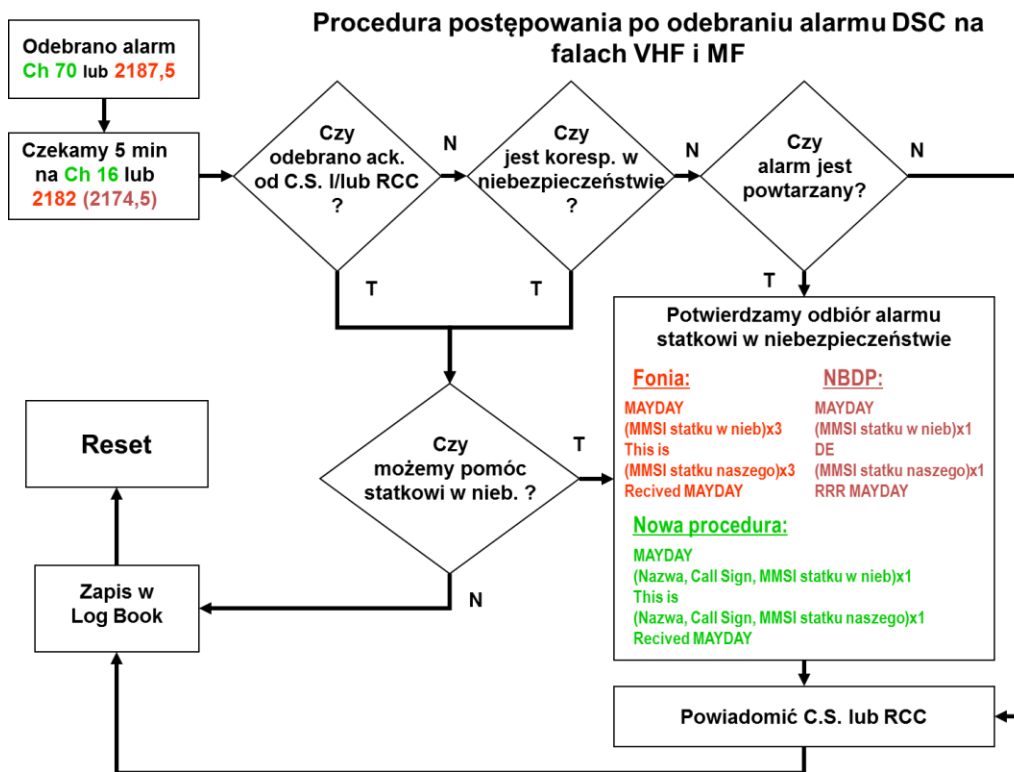 Procedura postępowania po odebraniu alarmu DSC na
falach VHF i MF
Odebrano alarm
Ch 70 lub 2187,5
Czekamy 5 min
na Ch 16 lub
2182 (2174,5)
Czy
odebrano ack.
od C.S. I/lub RCC
?
N
T
Czy
jest koresp. w
niebezpieczeństwie
?
N
T
Czy
alarm jest
powtarzany?
N
T
Potwierdzamy odbiór alarmu
statkowi w niebezpieczeństwie
Fonia:
MAYDAY
(MMSI statku w nieb)x3
This is
(MMSI statku naszego)x3
Recived MAYDAY
NBDP:
MAYDAY
(MMSI statku w nieb)x1
DE
(MMSI statku naszego)x1
RRR MAYDAY
Nowa procedura:
MAYDAY
(Nazwa, Call Sign, MMSI statku w nieb)x1
This is
(Nazwa, Call Sign, MMSI statku naszego)x1
Recived MAYDAY
Czy
możemy pomóc
statkowi w nieb. ?
T
N
Reset
Zapis w
Log Book
Powiadomić C.S. lub RCC